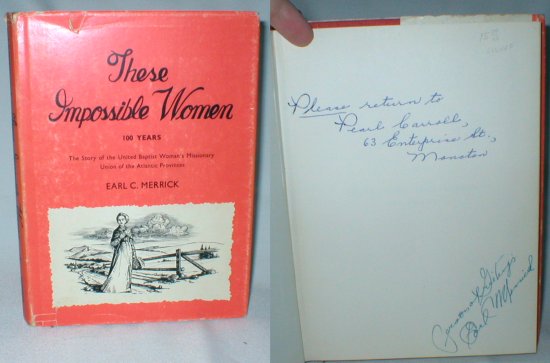 These
Impossible Women
100 YEARS
The Story of the United Baptist Woman's Missionary
Union of the Atlantic Provinces
EARL C. MERRICK
Please return to
Pearl Carroll,
63 Enterprise St.,
Moncton
Personal Greetings
Earl Merrick